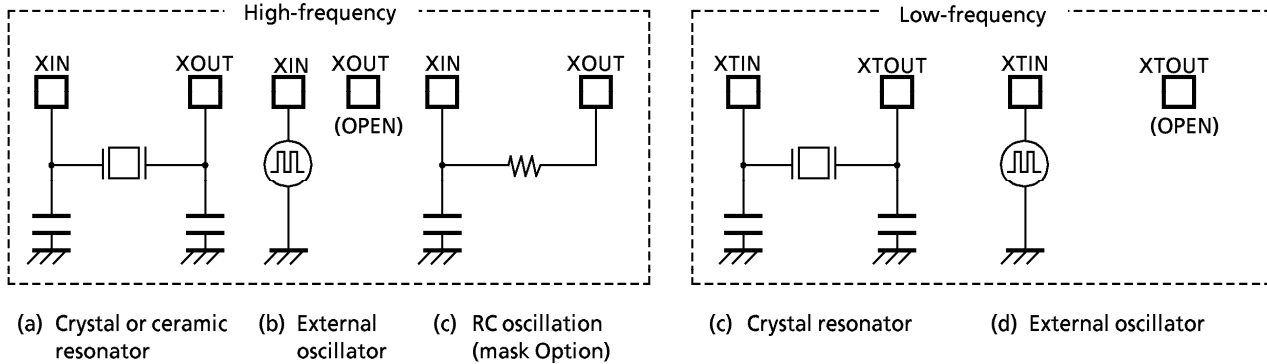 High-frequency
Low-frequency
XIN XOUT XIN XOUT XIN XOUT
XTIN XTOUT XTIN XTOUT
(OPEN)
(OPEN)
(a) Crystal or ceramic
resonator
(b) External
oscillator
(c) RC oscillation
(mask Option)
(c) Crystal resonator
(d) External oscillator